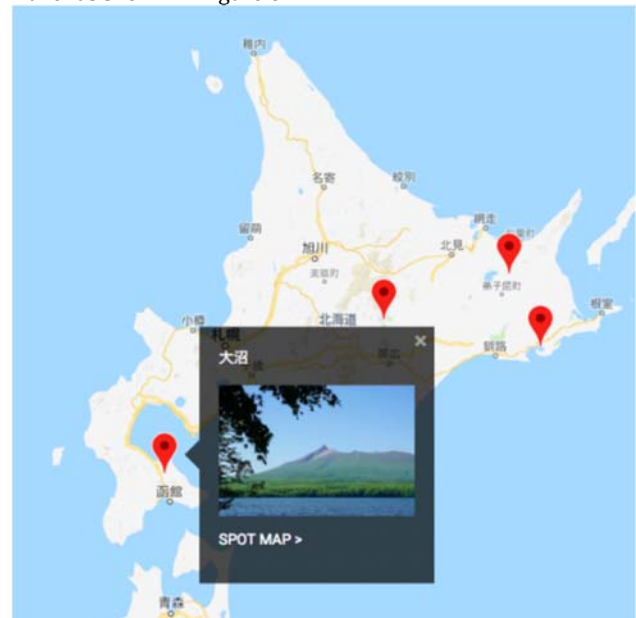 稚内
名寄
紋別
留萌
網走
旭川
北見
美瑛町
弟子屈町
根室
小樽
北海道
札幌
釧路
大沼
×
函館
SPOT MAP >
青森